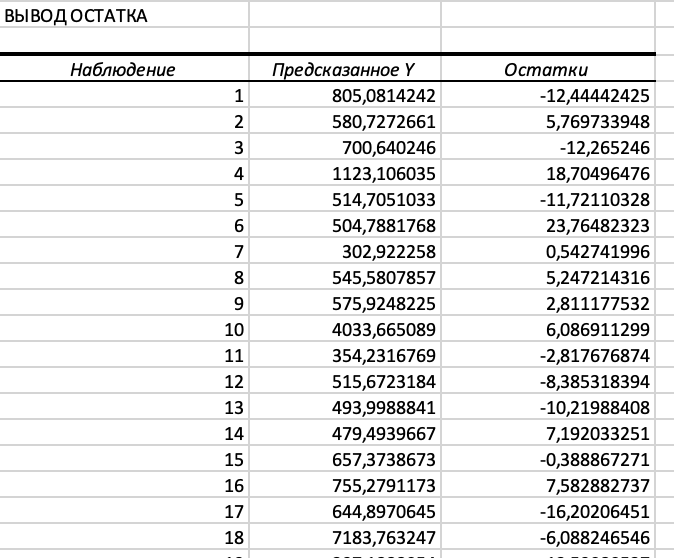 ВЫВОД ОСТАТКА
Наблюдение Предсказанное Y Остатки
1 805,0814242 -12,44442425
2 580,7272661 5,769733948
3 700,640246 -12,265246
4 1123,106035 18,70496476
5 514,7051033 -11,72110328
6 504,7881768 23,76482323
7 302,922258 0,542741996
8 545,5807857 5,247214316
9 575,9248225 2,811177532
10 4033,665089 6,086911299
11 354,2316769 -2,817676874
12 515,6723184 -8,385318394
13 493,9988841 -10,21988408
14 479,4939667 7,192033251
15 657,3738673 -0,388867271
16 755,2791173 7,582882737
17 644,8970645 -16,20206451
18 7183,763247 -6,088246546